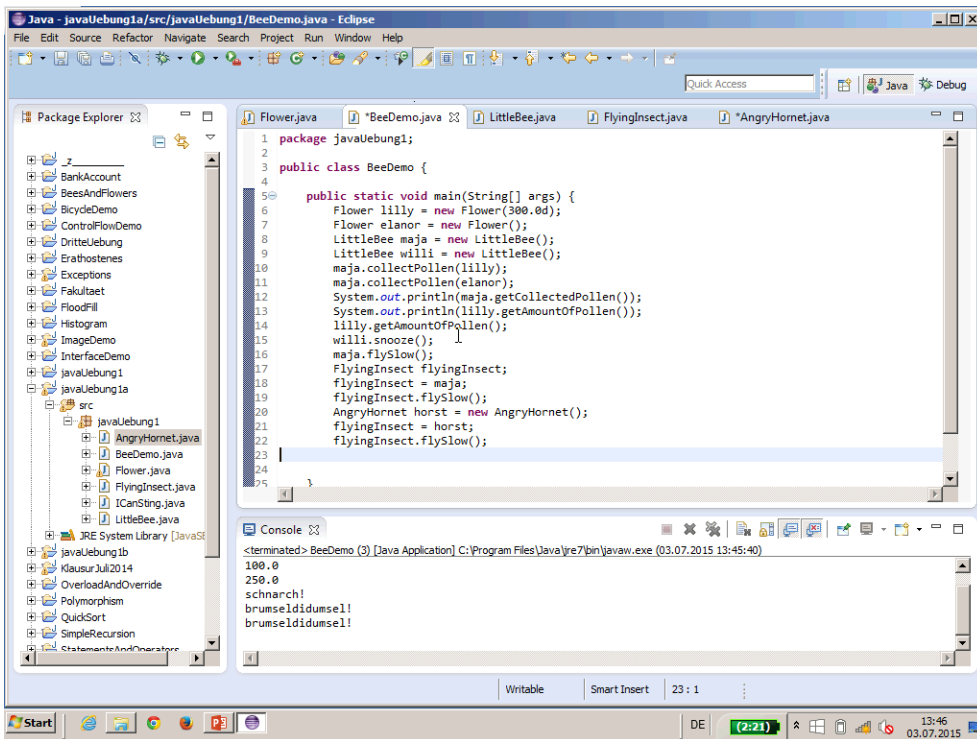 Java - javaUebung1a/src/javaUebung1/BeeDemo.java - Eclipse
File Edit Source Refactor Navigate Search Project Run Window Help
Quick Access
Java
Debug
Package Explorer
_z_________
BankAccount
BeesAndFlowers
BicycleDemo
ControlFlowDemo
DritteUebung
Erathostenes
Exceptions
Fakultaet
FloodFill
Histogram
ImageDemo
InterfaceDemo
javaUebung1
javaUebung1a
src
javaUebung1
AngryHornet.java
BeeDemo.java
Flower.java
FlyingInsect.java
ICanSting.java
LittleBee.java
JRE System Library [JavaSE
javaUebung1b
KlausurJuli2014
OverloadAndOverride
Polymorphism
QuickSort
SimpleRecursion
StatementsAndOperators
Flower.java *BeeDemo.java LittleBee.java FlyingInsect.java *AngryHornet.java
1 package javaUebung1;
2
3 public class BeeDemo {
4
5 public static void main(String[] args) {
6 Flower lilly = new Flower(300.0d);
7 Flower elanor = new Flower();
8 LittleBee maja = new LittleBee();
9 LittleBee willi = new LittleBee();
10 maja.collectPollen(lilly);
11 maja.collectPollen(elanor);
12 System.out.println(maja.getCollectedPollen());
13 System.out.println(lilly.getAmountOfPollen());
14 lilly.getAmountOfPollen();
15 willi.snooze();
16 maja.flySlow();
17 FlyingInsect flyingInsect;
18 flyingInsect = maja;
19 flyingInsect.flySlow();
20 AngryHornet horst = new AngryHornet();
21 flyingInsect = horst;
22 flyingInsect.flySlow();
23
24
25 }
Console
<terminated> BeeDemo (3) [Java Application] C:\Program Files\Java\jre7\bin\javaw.exe (03.07.2015 13:45:40)
100.0
250.0
schnarch!
brumseldidumsel!
brumseldidumsel!
Writable Smart Insert 23 : 1
Start
DE
(2:21)
13:46
03.07.2015